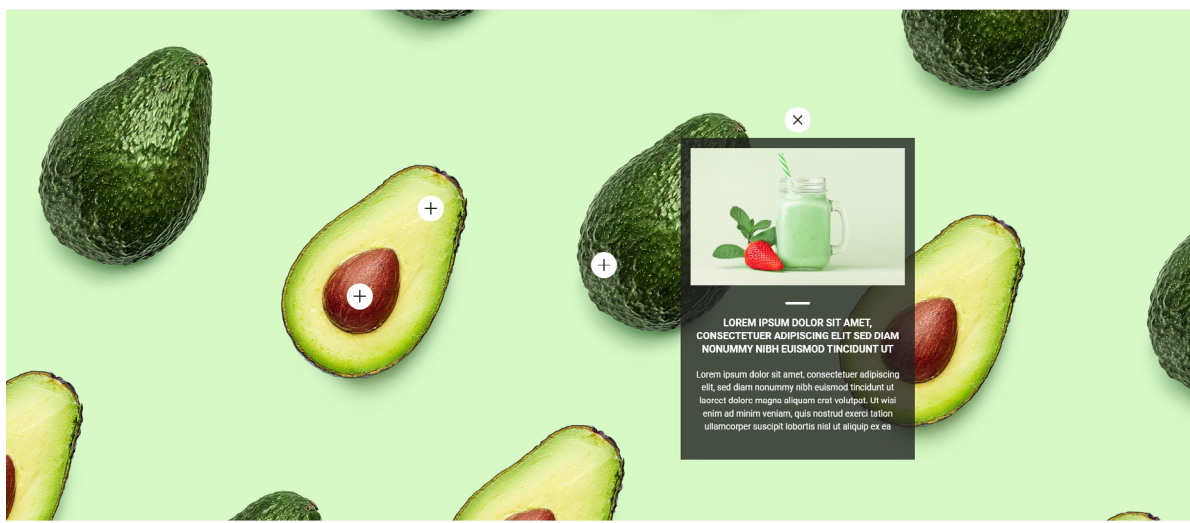 LOREM IPSUM DOLOR SIT AMET,
CONSECTETUER ADIPISCING ELIT SED DIAM
NONUMMY NIBH EUISMOD TINCIDUNT UT
Lorem ipsum dolor sit amet, consectetuer adipiscing
elit, sed diam nonummy nibh euismod tincidunt ut
laoreet dolore magna aliquam erat volutpat. Ut wisi
enim ad minim veniam, quis nostrud exerci tation
ullamcorper suscipit lobortis nisl ut aliquip ex ea